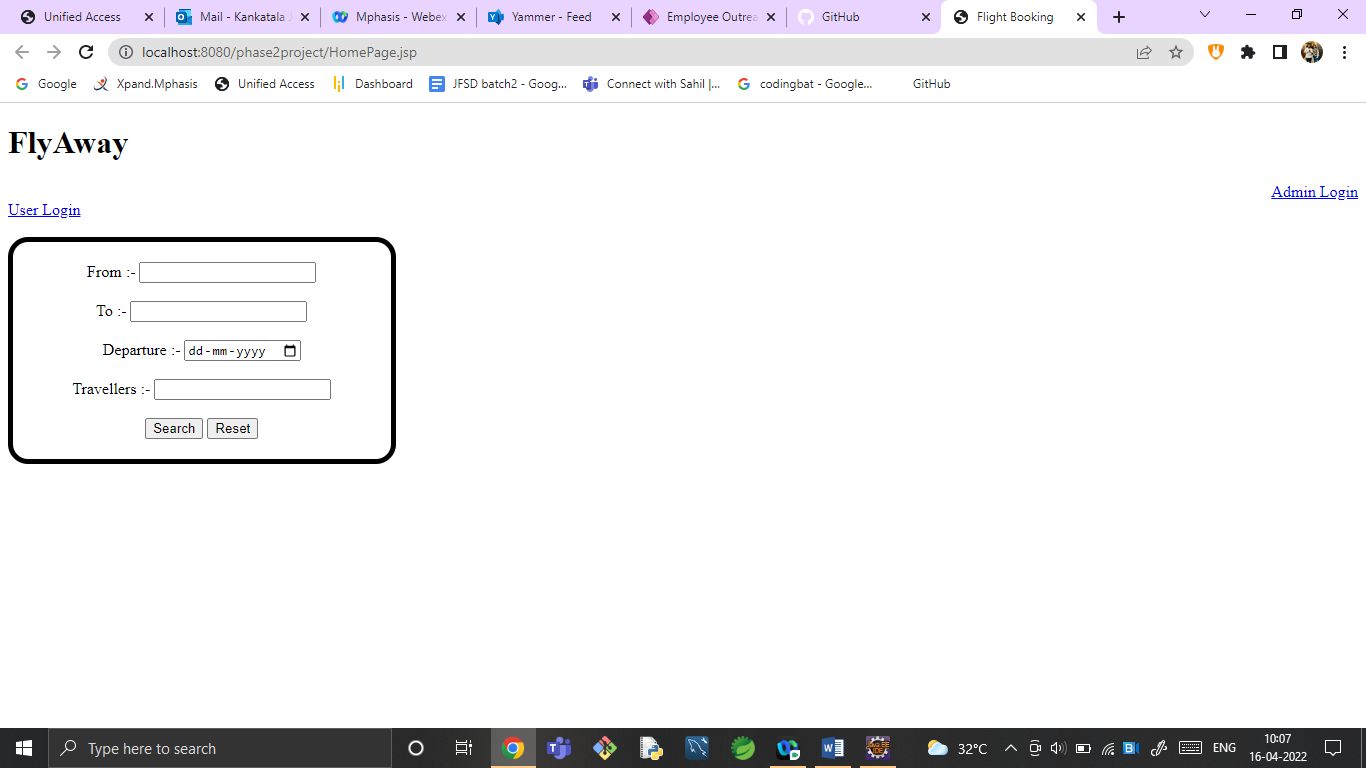 Unified Access
Mail - Kankatala
Mphasis - Webex
Yammer - Feed
Employee Outrea
GitHub
Flight Booking
localhost:8080/phase2project/HomePage.jsp
Google
Xpand.Mphasis
Unified Access
Dashboard
JFSD batch2 - Goog...
Connect with Sahil |...
codingbat - Google...
GitHub
FlyAway
Admin Login
User Login
From :-
To :-
Departure :- dd-mm-yyyy
Travellers :-
Search Reset
Type here to search
32°C
ENG
10:07
16-04-2022